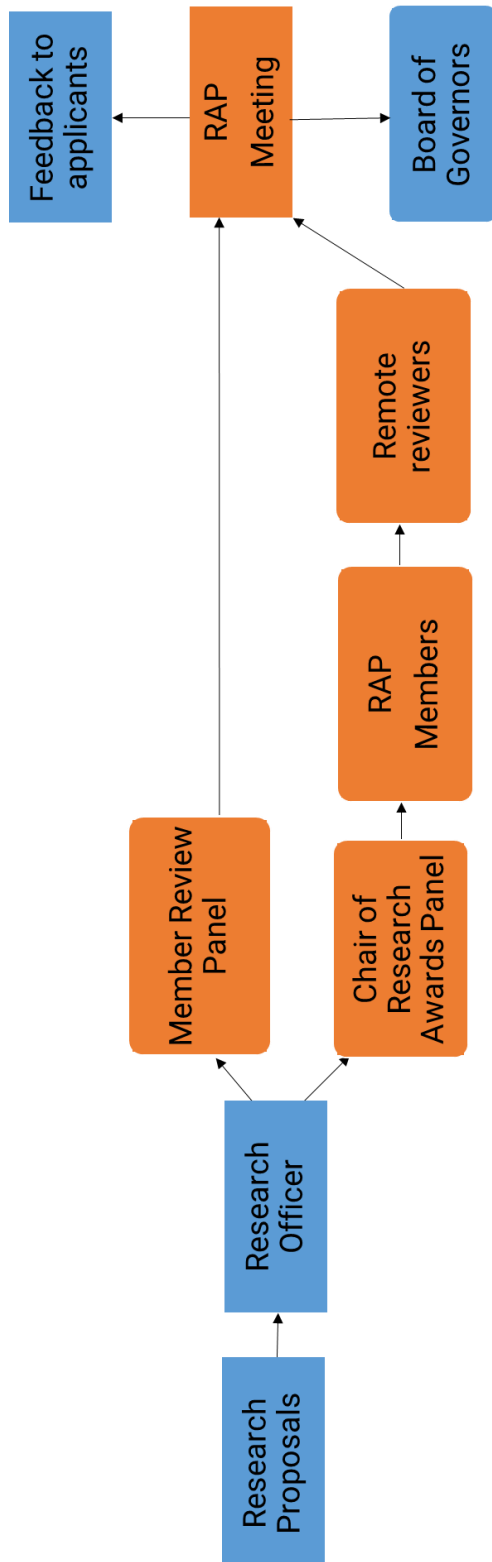 Research
Proposals
Research
Officer
Member Review
Panel
Chair of
Research
Awards Panel
RAP
Members
Remote
reviewers
RAP
Meeting
Feedback to
applicants
Board of
Governors